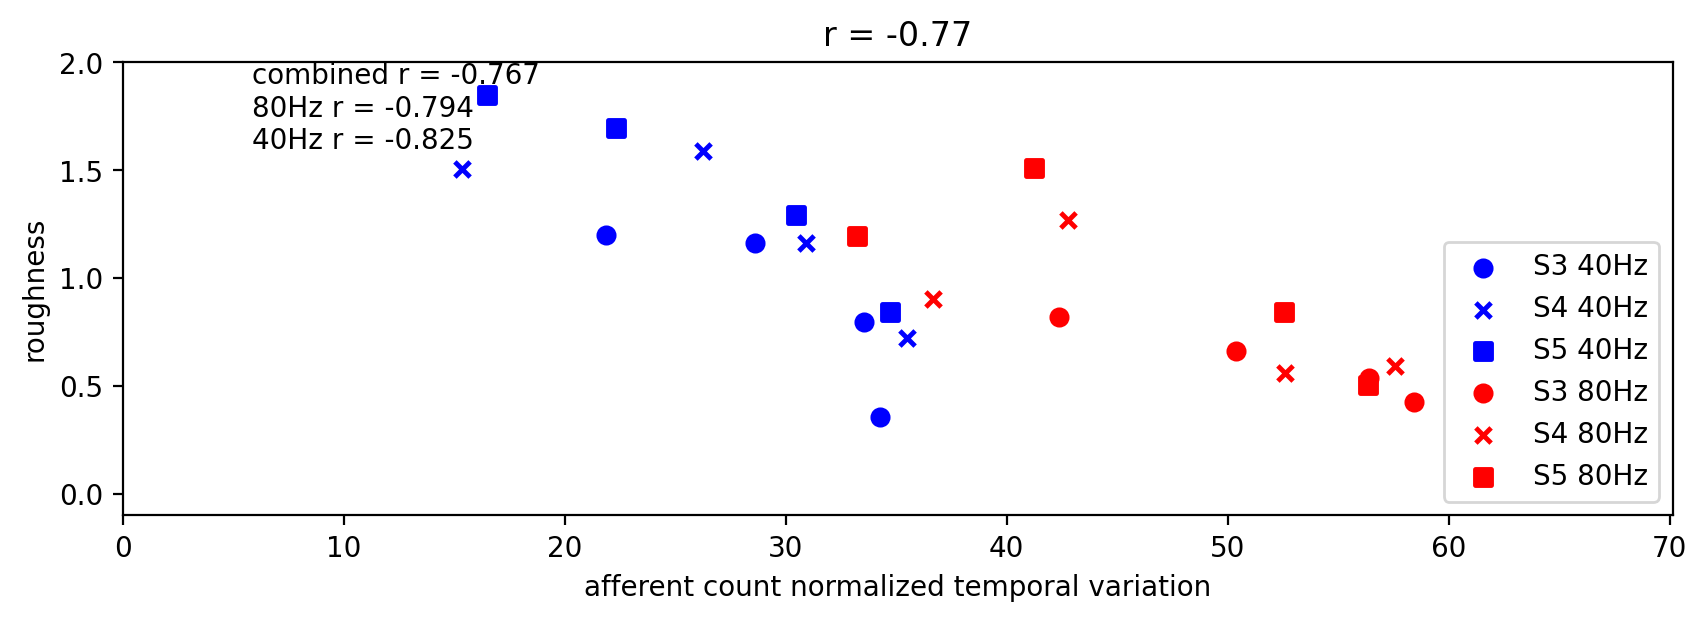 r = -0.77
combined r = -0.767
80Hz r = -0.794
40Hz r = -0.825
2.0
1.5
1.0
0.5
0.0
roughness
S3 40Hz
S4 40Hz
S5 40Hz
S3 80Hz
S4 80Hz
S5 80Hz
0 10 20 30 40 50 60 70
afferent count normalized temporal variation